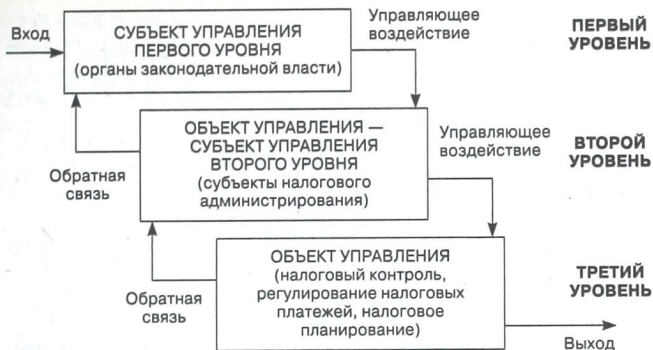 Вход
СУБЪЕКТ УПРАВЛЕНИЯ
ПЕРВОГО УРОВНЯ
(органы законодательной власти)
Управляющее
воздействие
ПЕРВЫЙ
УРОВЕНЬ
Обратная
связь
ОБЪЕКТ УПРАВЛЕНИЯ —
СУБЪЕКТ УПРАВЛЕНИЯ
ВТОРОГО УРОВНЯ
(субъекты налогового
администрирования)
Управляющее
воздействие
ВТОРОЙ
УРОВЕНЬ
Обратная
связь
ОБЪЕКТ УПРАВЛЕНИЯ
(налоговый контроль,
регулирование налоговых
платежей, налоговое
планирование)
ТРЕТИЙ
УРОВЕНЬ
Выход